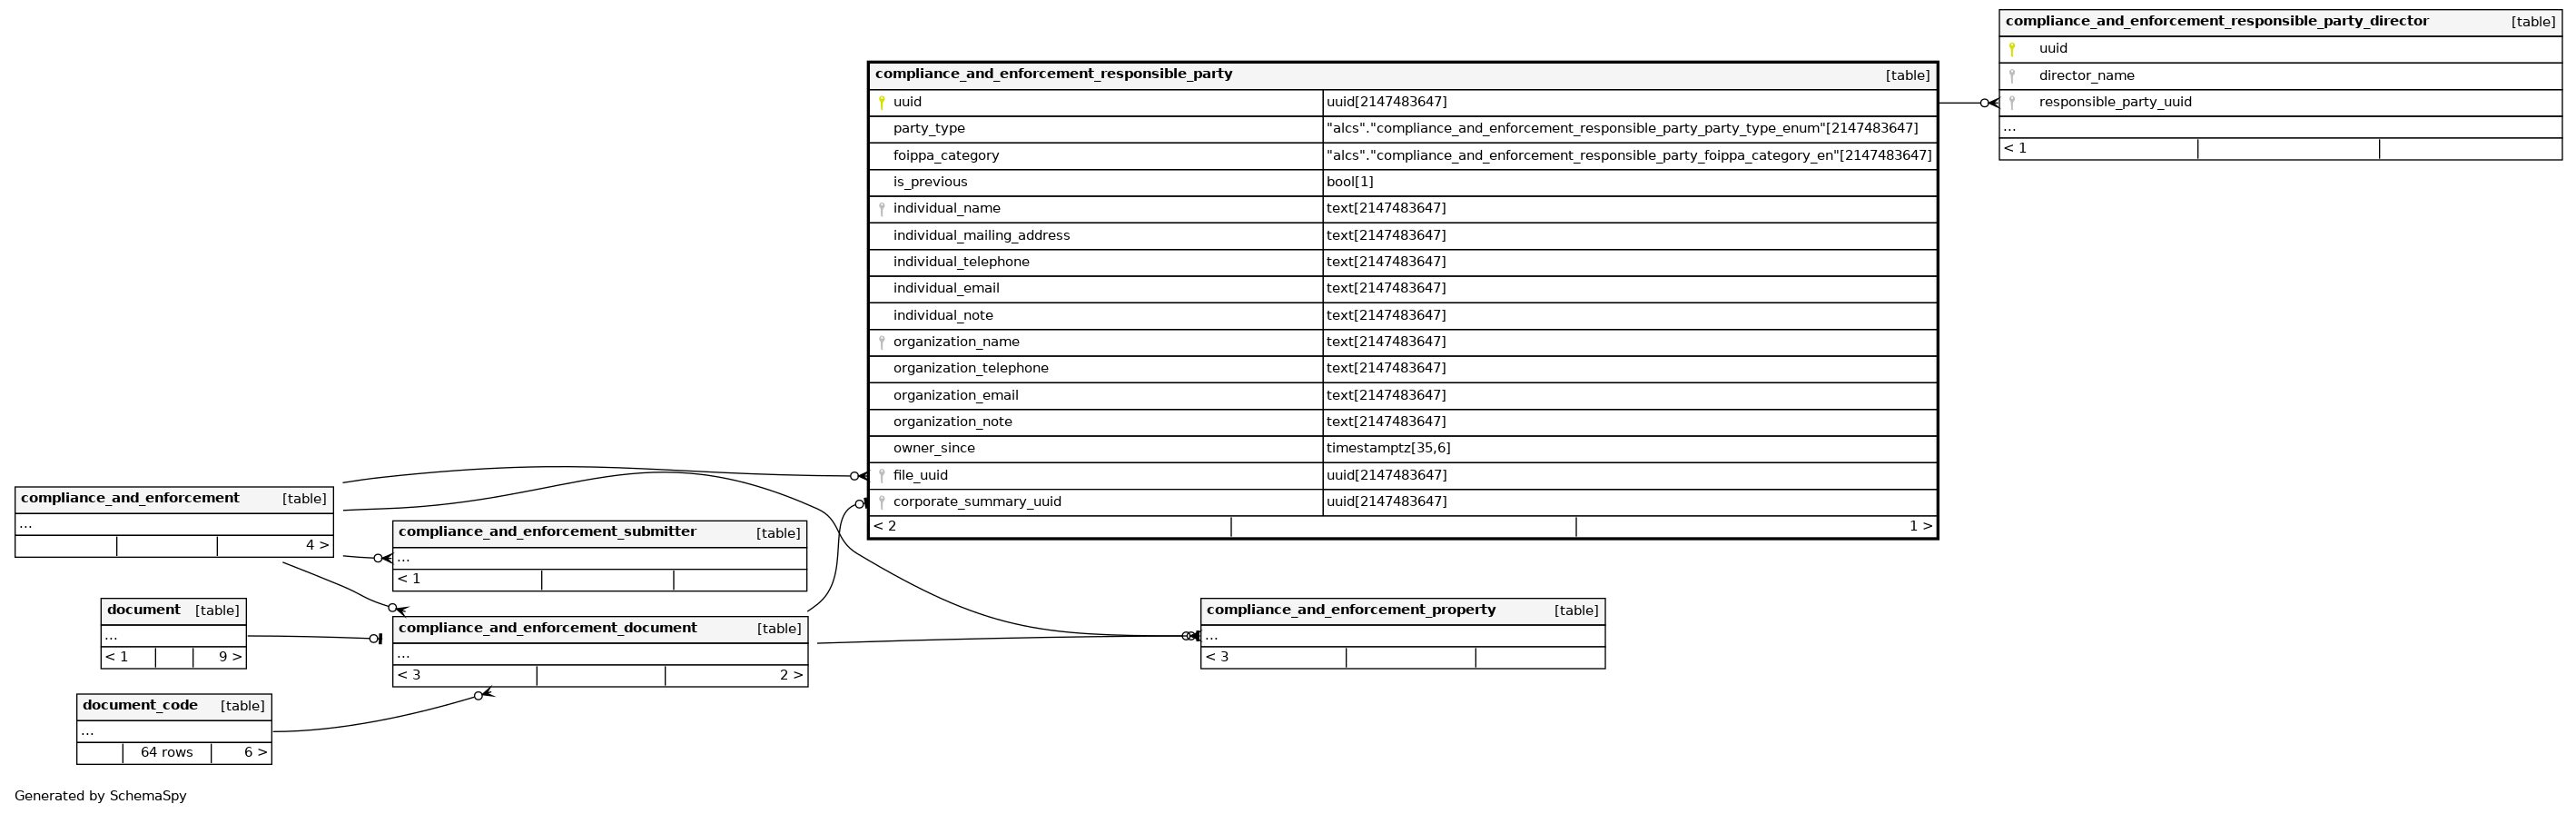 compliance_and_enforcement_responsible_party_director [table]
uuid
director_name
responsible_party_uuid
...
< 1
compliance_and_enforcement_responsible_party [table]
uuid uuid[2147483647]
party_type "alcs"."compliance_and_enforcement_responsible_party_party_type_enum"[2147483647]
foippa_category "alcs"."compliance_and_enforcement_responsible_party_foippa_category_en"[2147483647]
is_previous bool[1]
individual_name text[2147483647]
individual_mailing_address text[2147483647]
individual_telephone text[2147483647]
individual_email text[2147483647]
individual_note text[2147483647]
organization_name text[2147483647]
organization_telephone text[2147483647]
organization_email text[2147483647]
organization_note text[2147483647]
owner_since timestamptz[35,6]
file_uuid uuid[2147483647]
corporate_summary_uuid uuid[2147483647]
< 2 1 >
compliance_and_enforcement [table]
...
4 >
compliance_and_enforcement_submitter [table]
...
< 1
document [table]
...
< 1 9 >
compliance_and_enforcement_document [table]
...
< 3 2 >
compliance_and_enforcement_property [table]
...
< 3
document_code [table]
...
64 rows 6 >
Generated by SchemaSpy